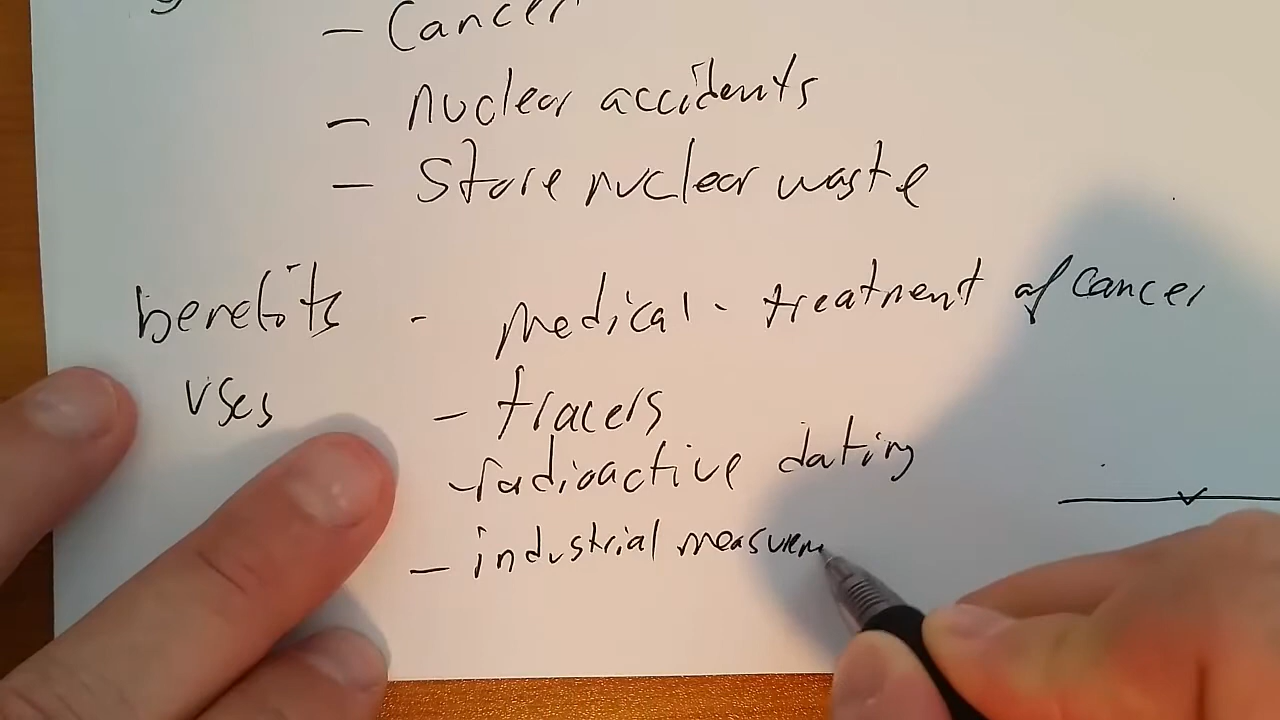 - Cancer
- nuclear accidents
- Store nuclear waste
benefits - medical - treatment of cancer
uses - tracers
- radioactive dating
- industrial measurem